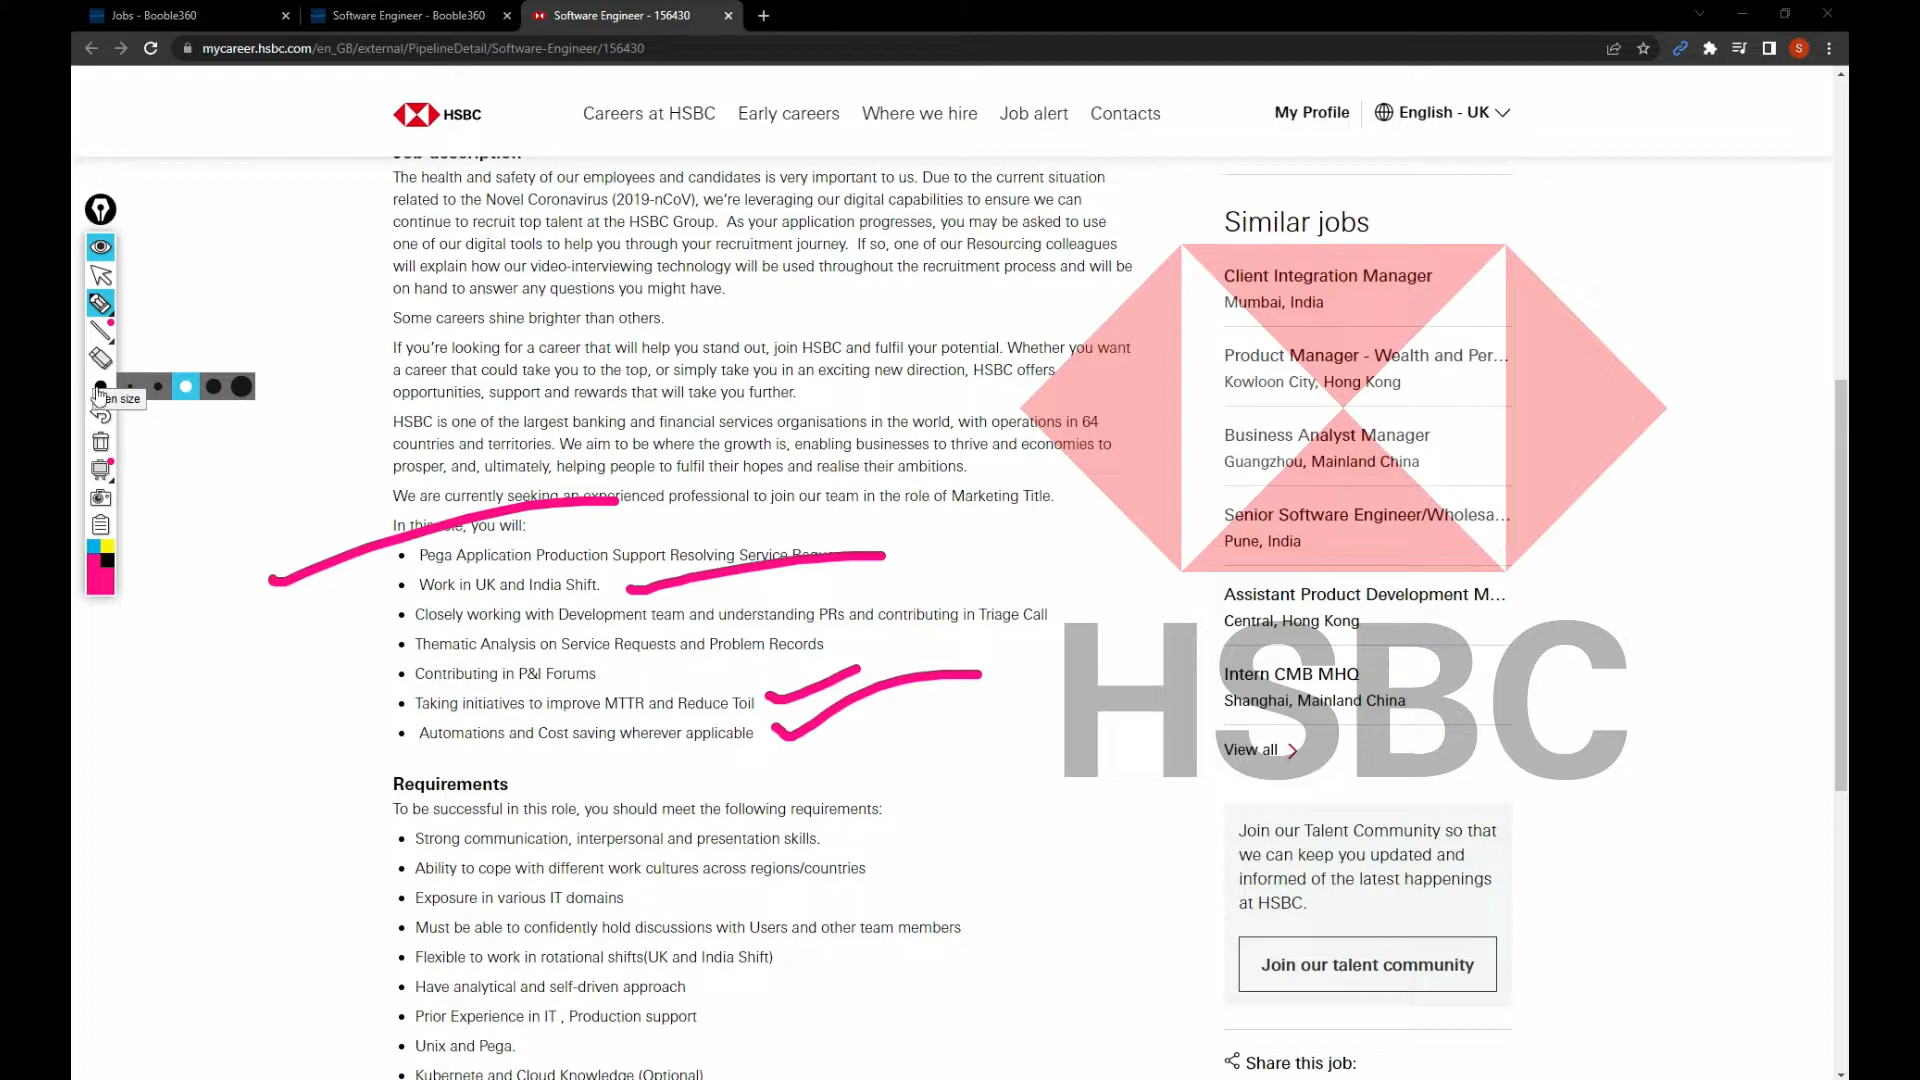 Jobs - Booble360
Software Engineer - Booble360
Software Engineer - 156430
mycareer.hsbc.com/en_GB/external/PipelineDetail/Software-Engineer/156430
S
HSBC
Careers at HSBC
Early careers
Where we hire
Job alert
Contacts
My Profile
English - UK
Job description
The health and safety of our employees and candidates is very important to us. Due to the current situation
related to the Novel Coronavirus (2019-nCoV), we’re leveraging our digital capabilities to ensure we can
continue to recruit top talent at the HSBC Group. As your application progresses, you may be asked to use
one of our digital tools to help you through your recruitment journey. If so, one of our Resourcing colleagues
will explain how our video-interviewing technology will be used throughout the recruitment process and will be
on hand to answer any questions you might have.
Some careers shine brighter than others.
If you’re looking for a career that will help you stand out, join HSBC and fulfil your potential. Whether you want
a career that could take you to the top, or simply take you in an exciting new direction, HSBC offers
opportunities, support and rewards that will take you further.
HSBC is one of the largest banking and financial services organisations in the world, with operations in 64
countries and territories. We aim to be where the growth is, enabling businesses to thrive and economies to
prosper, and, ultimately, helping people to fulfil their hopes and realise their ambitions.
We are currently seeking an experienced professional to join our team in the role of Marketing Title.
In this role, you will:
• Pega Application Production Support Resolving Service
• Work in UK and India Shift.
• Closely working with Development team and understanding PRs and contributing in Triage Call
• Thematic Analysis on Service Requests and Problem Records
• Contributing in P&I Forums
• Taking initiatives to improve MTTR and Reduce Toil
• Automations and Cost saving wherever applicable
Requirements
To be successful in this role, you should meet the following requirements:
• Strong communication, interpersonal and presentation skills.
• Ability to cope with different work cultures across regions/countries
• Exposure in various IT domains
• Must be able to confidently hold discussions with Users and other team members
• Flexible to work in rotational shifts(UK and India Shift)
• Have analytical and self-driven approach
• Prior Experience in IT , Production support
• Unix and Pega.
• Kubernete and Cloud Knowledge (Optional)
Similar jobs
Client Integration Manager
Mumbai, India
Product Manager - Wealth and Per...
Kowloon City, Hong Kong
Business Analyst Manager
Guangzhou, Mainland China
Senior Software Engineer/Wholesa...
Pune, India
Assistant Product Development M...
Central, Hong Kong
Intern CMB MHQ
Shanghai, Mainland China
View all
HSBC
Join our Talent Community so that
we can keep you updated and
informed of the latest happenings
at HSBC.
Join our talent community
Share this job:
size